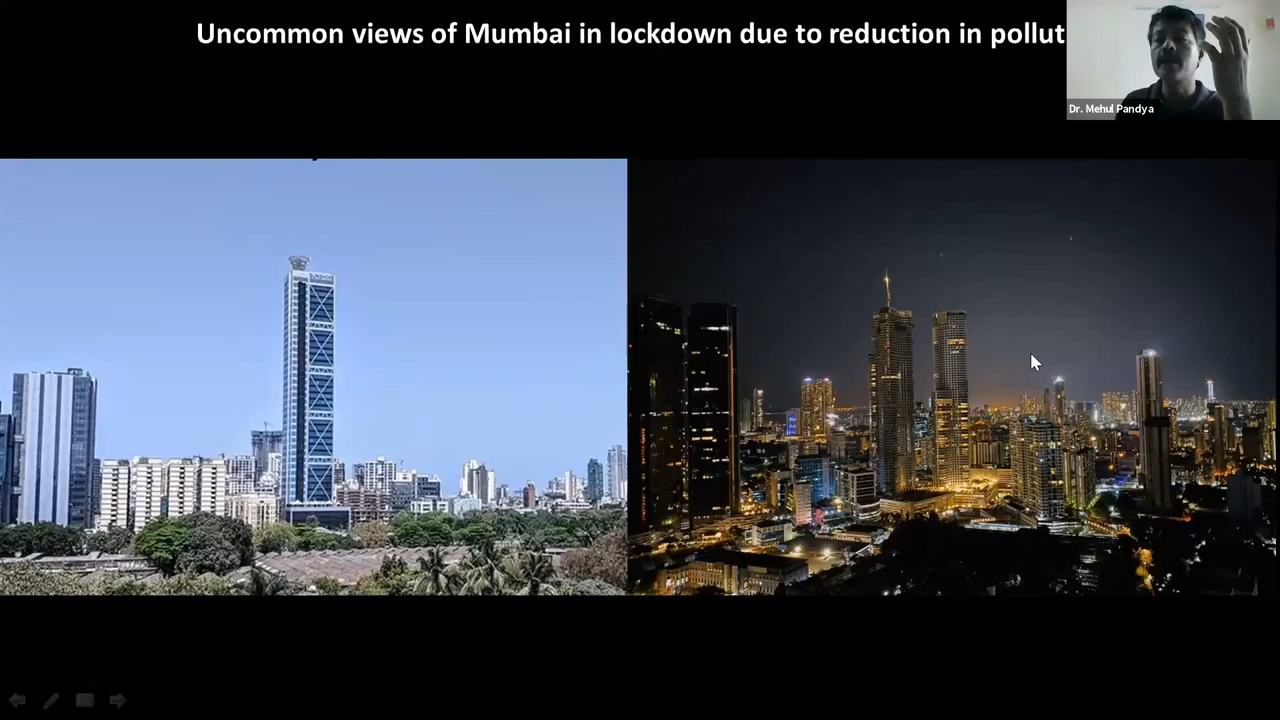 Uncommon views of Mumbai in lockdown due to reduction in pollut
Dr. Mehul Pandya